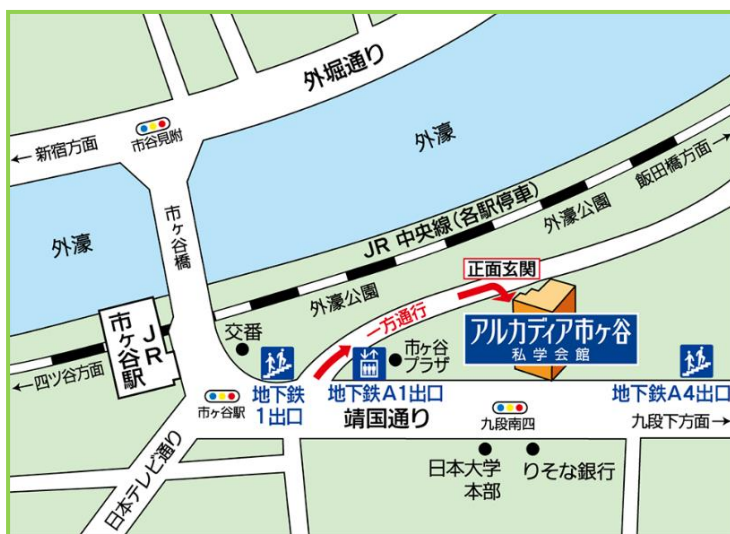 外堀通り
←新宿方面
市谷見附
外濠
飯田橋方面→
市ヶ谷橋
外濠
JR 中央線(各駅停車)
外濠公園
正面玄関
外濠公園
一方通行
JR
市ヶ谷駅
交番
市ヶ谷
プラザ
アルカディア市ヶ谷
私学会館
←四ツ谷方面
市ヶ谷駅
地下鉄
1出口
地下鉄A1出口
地下鉄A4出口
靖国通り
九段南四
九段下方面→
日本テレビ通り
日本大学
本部
りそな銀行